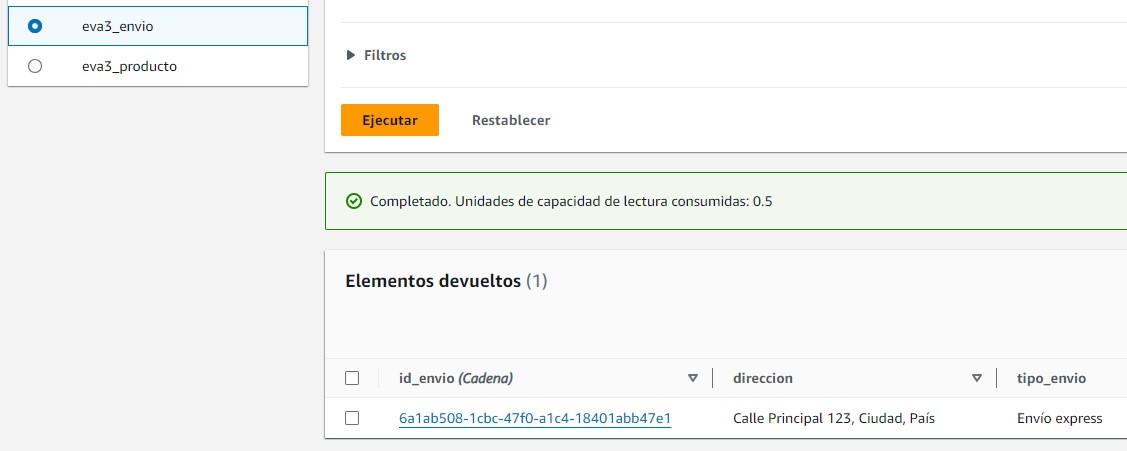 eva3_envio
eva3_producto
Filtros
Ejecutar Restablecer
Completado. Unidades de capacidad de lectura consumidas: 0.5
Elementos devueltos (1)
id_envio (Cadena) direccion tipo_envio
6a1ab508-1cbc-47f0-a1c4-18401abb47e1 Calle Principal 123, Ciudad, País Envío express